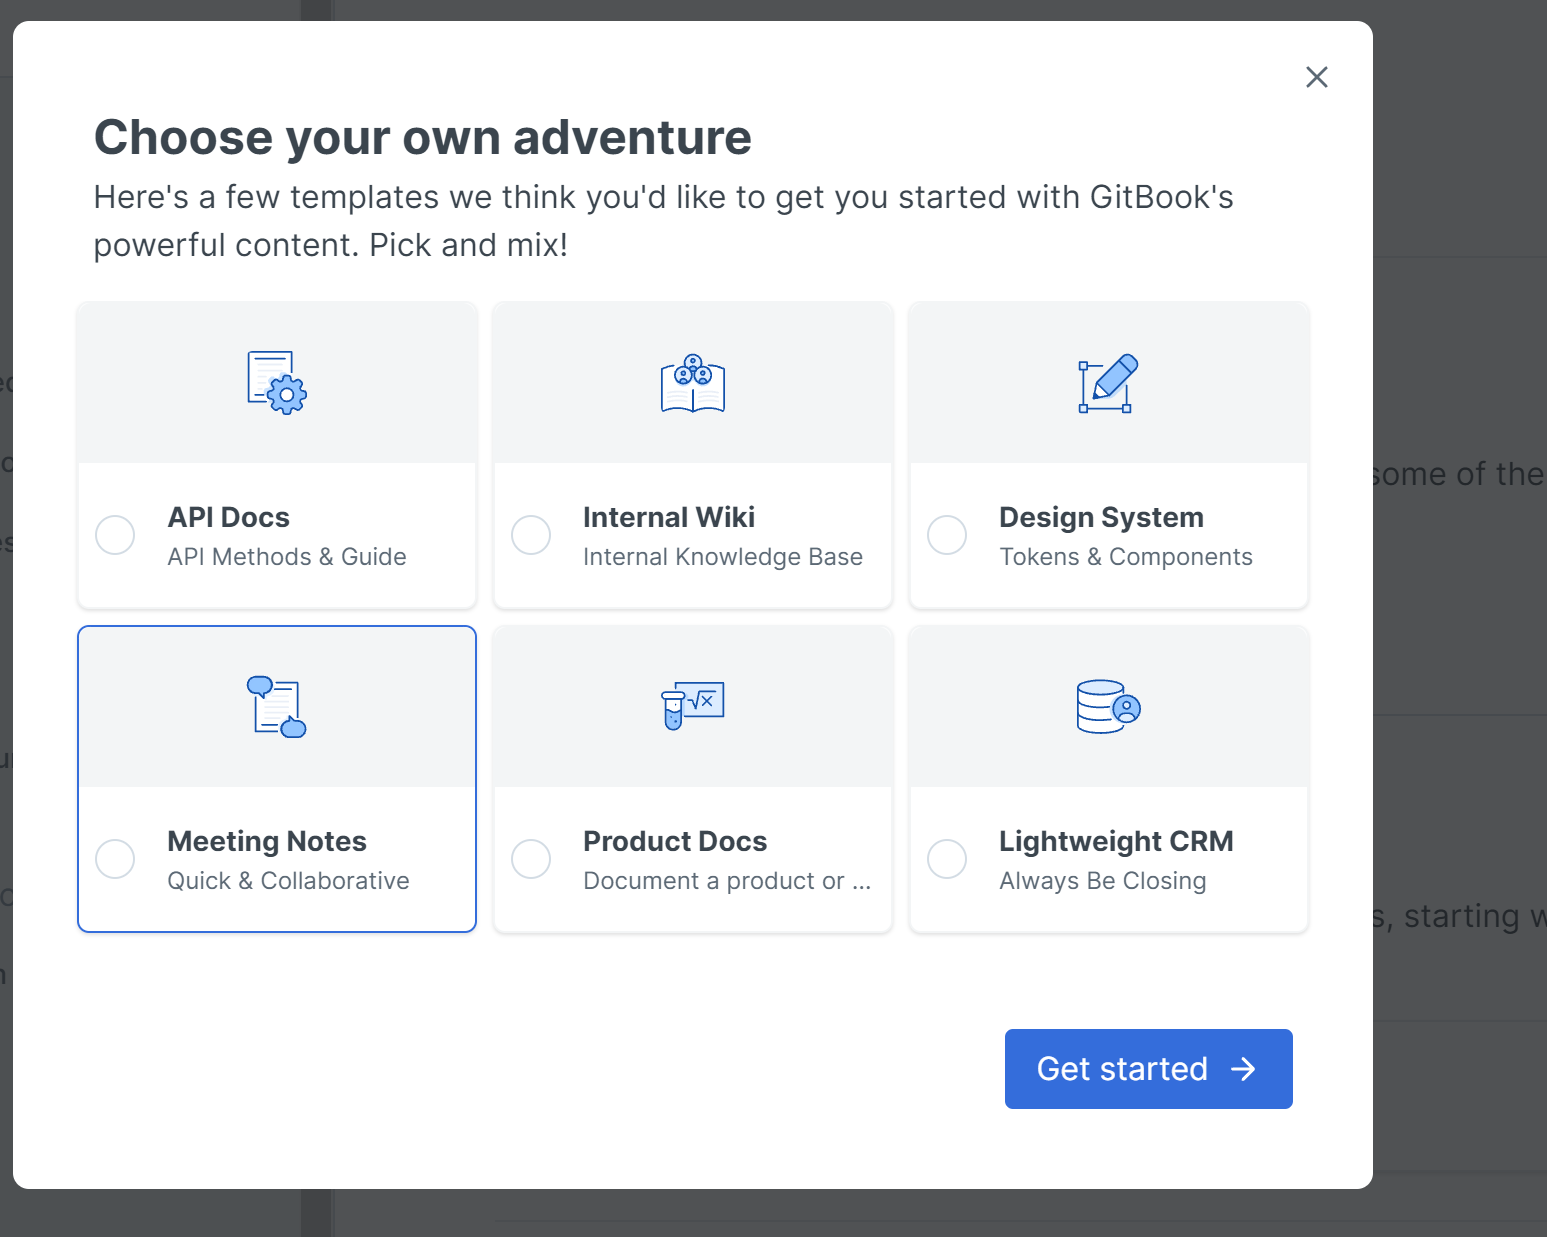 Choose your own adventure
Here's a few templates we think you'd like to get you started with GitBook's
powerful content. Pick and mix!
API Docs
API Methods & Guide
Internal Wiki
Internal Knowledge Base
Design System
Tokens & Components
Meeting Notes
Quick & Collaborative
Product Docs
Document a product or ...
Lightweight CRM
Always Be Closing
Get started
some of the
s, starting